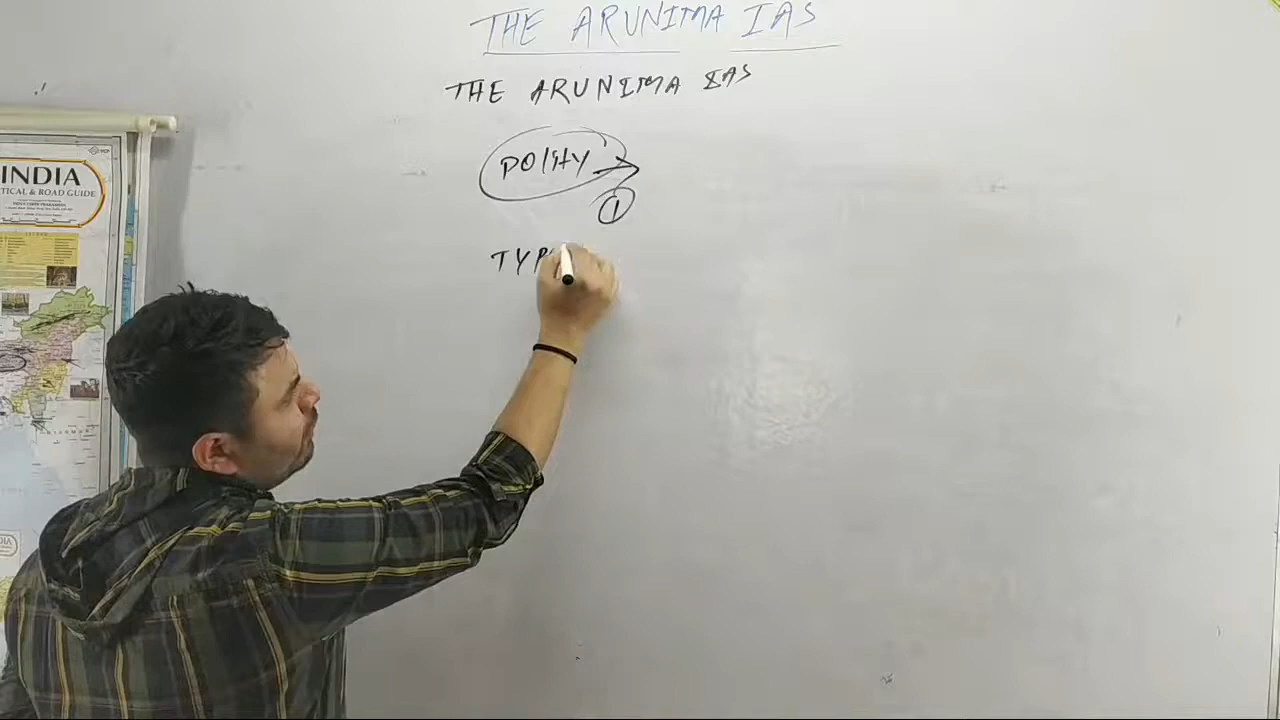 THE ARUNIMA IAS
THE ARUNIMA IAS
POlity
1
TYP
INDIA
TICAL & ROAD GUIDE